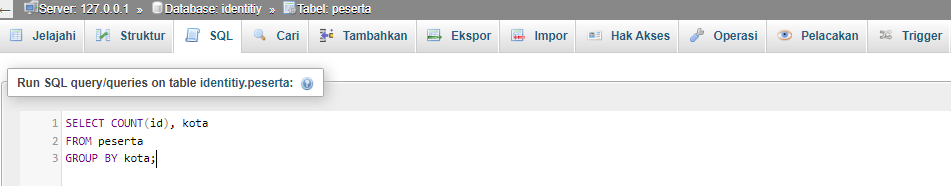 Server: 127.0.0.1 » Database: identitiy » Tabel: peserta
Jelajahi Struktur SQL Cari Tambahkan Ekspor Impor Hak Akses Operasi Pelacakan Trigger
Run SQL query/queries on table identitiy.peserta:
1 SELECT COUNT(id), kota
2 FROM peserta
3 GROUP BY kota;